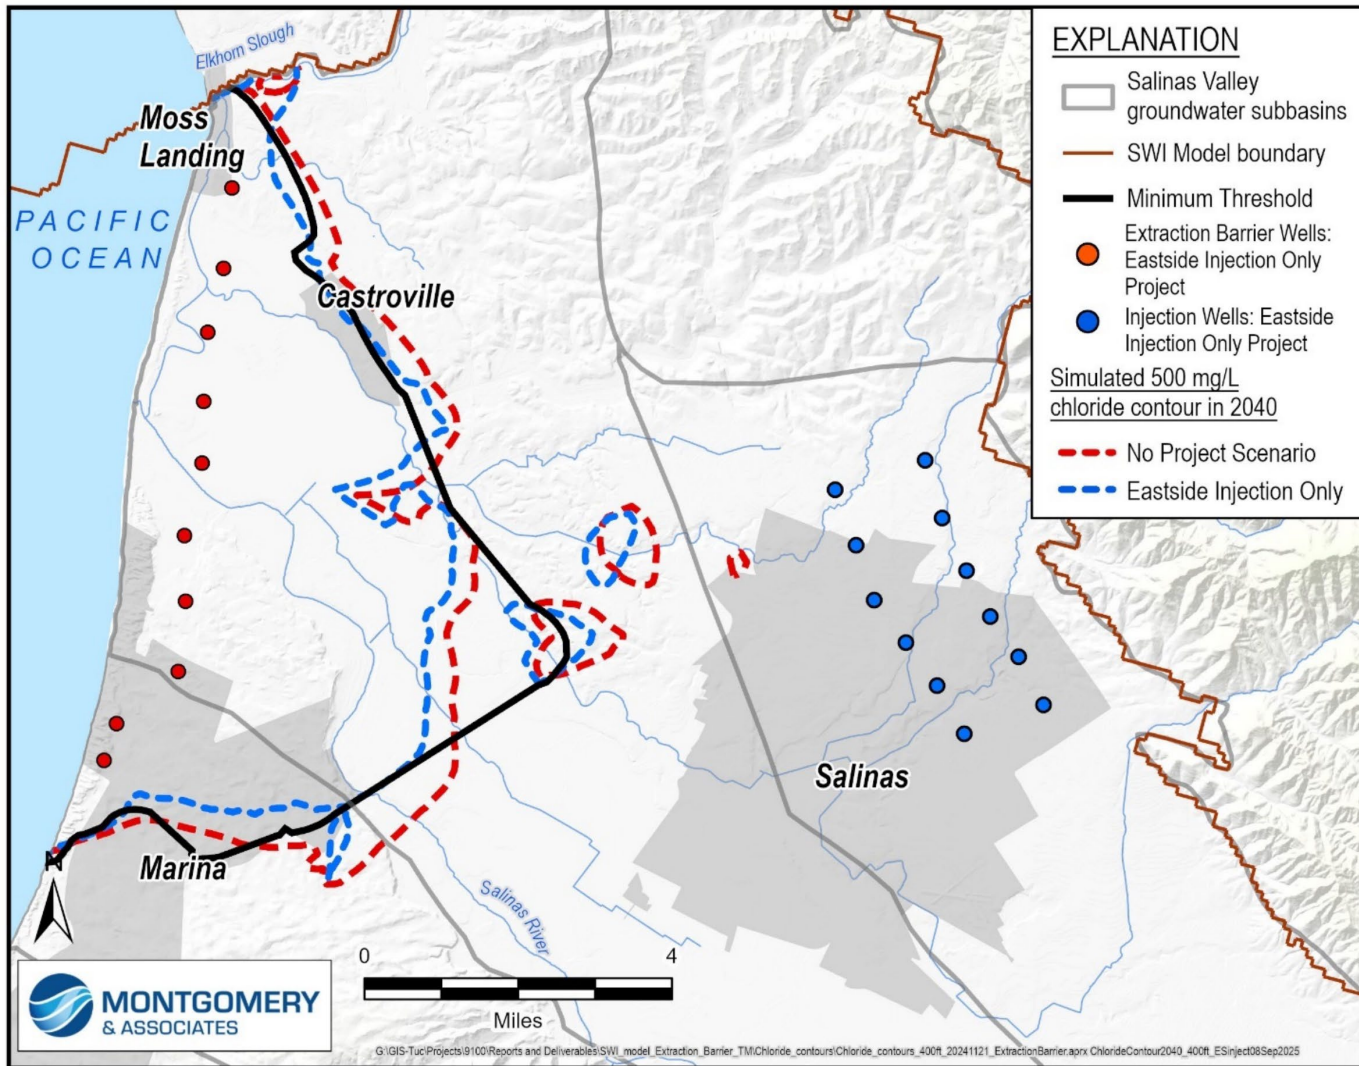 EXPLANATION
Salinas Valley
groundwater subbasins
SWI Model boundary
Minimum Threshold
Extraction Barrier Wells:
Eastside Injection Only
Project
Injection Wells: Eastside
Injection Only Project
Simulated 500 mg/L
chloride contour in 2040
No Project Scenario
Eastside Injection Only
Elkhorn Slough
Moss
Landing
PACIFIC
OCEAN
Castroville
Salinas
Marina
N
Salinas River
0 4
Miles
MONTGOMERY
& ASSOCIATES
G:\GIS-Tuc\Projects\9100\Reports and Deliverables\SWI_model_Extraction_Barrier_TM\Chloride_contours\Chloride_contours_400ft_20241121_ExtractionBarrier.aprx ChlorideContour2040_400ft_ESinject08Sep2025